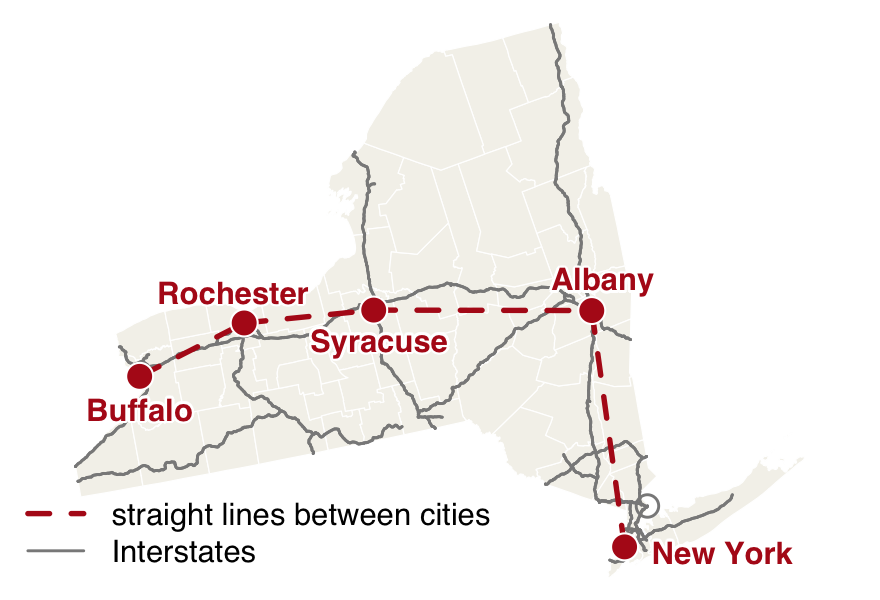 Albany
Rochester
Syracuse
Buffalo
straight lines between cities
Interstates
New York